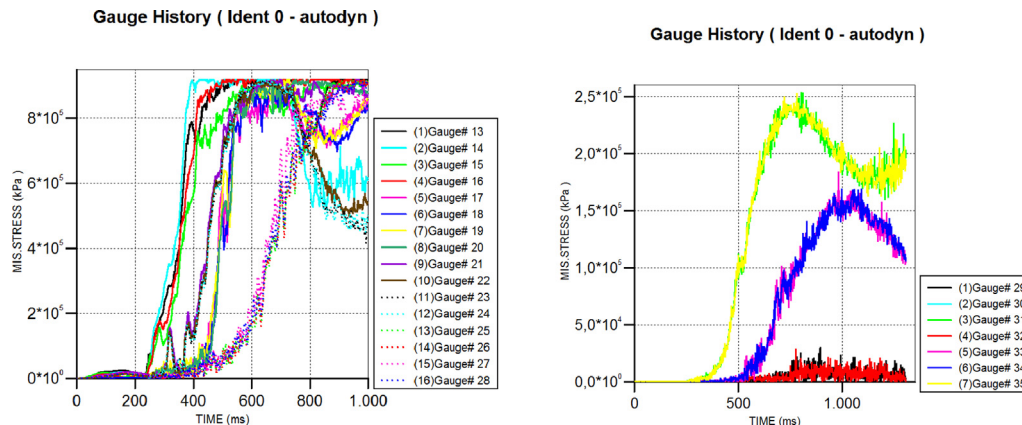 Gauge History ( Ident 0 - autodyn )
MIS.STRESS (kPa)
8*10⁵
6*10⁵
4*10⁵
2*10⁵
0*10⁰
0
200
400
600
800
1.000
TIME (ms)
(1)Gauge# 13
(2)Gauge# 14
(3)Gauge# 15
(4)Gauge# 16
(5)Gauge# 17
(6)Gauge# 18
(7)Gauge# 19
(8)Gauge# 20
(9)Gauge# 21
(10)Gauge# 22
(11)Gauge# 23
(12)Gauge# 24
(13)Gauge# 25
(14)Gauge# 26
(15)Gauge# 27
(16)Gauge# 28
Gauge History ( Ident 0 - autodyn )
MIS.STRESS (kPa)
2,5*10⁵
2,0*10⁵
1,5*10⁵
1,0*10⁵
5,0*10⁴
0,0*10⁰
0
500
1.000
TIME (ms)
(1)Gauge# 29
(2)Gauge# 30
(3)Gauge# 31
(4)Gauge# 32
(5)Gauge# 33
(6)Gauge# 34
(7)Gauge# 35